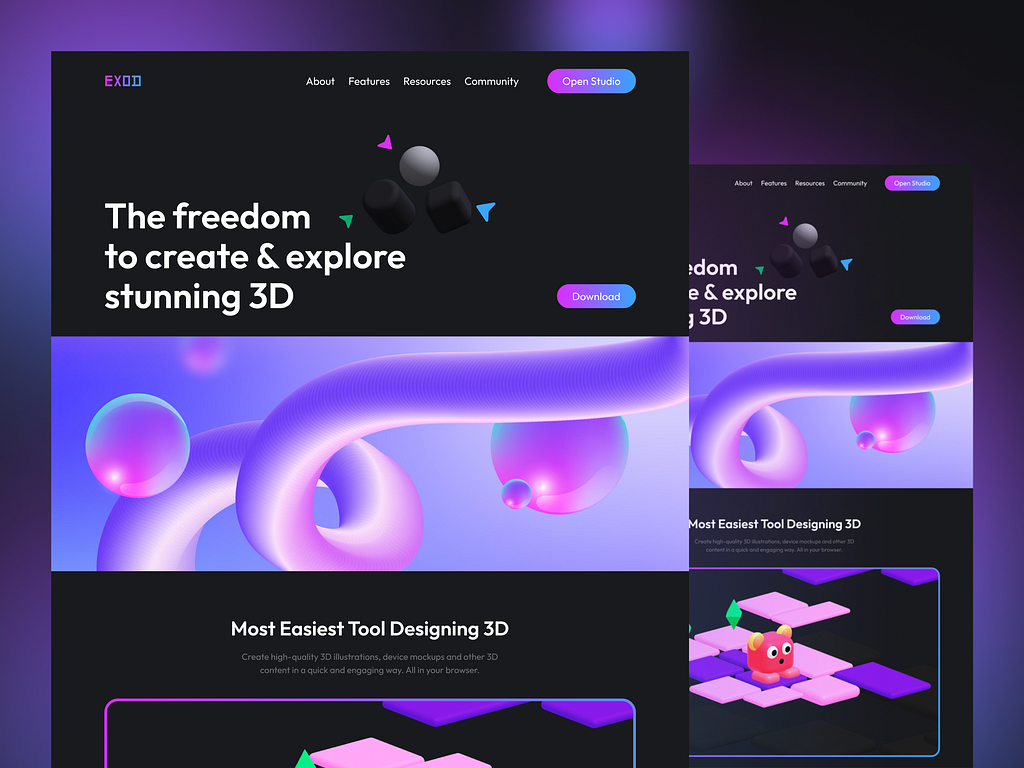 EXOD
About Features Resources Community Open Studio
The freedom
to create & explore
stunning 3D
Download
Most Easiest Tool Designing 3D
Create high-quality 3D illustrations, device mockups and other 3D
content in a quick and engaging way. All in your browser.
About Features Resources Community Open Studio
edom
e & explore
g 3D
Download
Most Easiest Tool Designing 3D
Create high-quality 3D illustrations, device mockups and other 3D
content in a quick and engaging way. All in your browser.